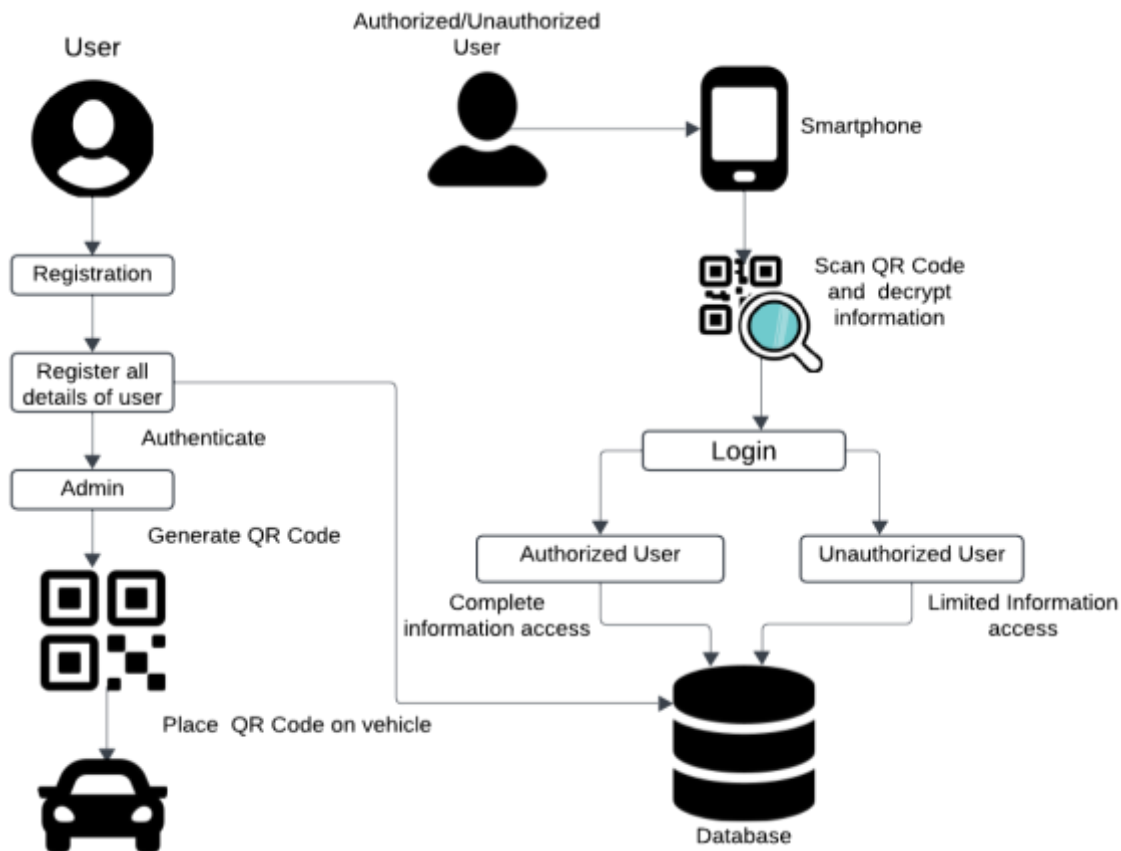 User
Registration
Register all
details of user
Authenticate
Admin
Generate QR Code
Place QR Code on vehicle
Authorized/Unauthorized
User
Smartphone
Scan QR Code
and decrypt
information
Login
Authorized User
Unauthorized User
Complete
information access
Limited Information
access
Database